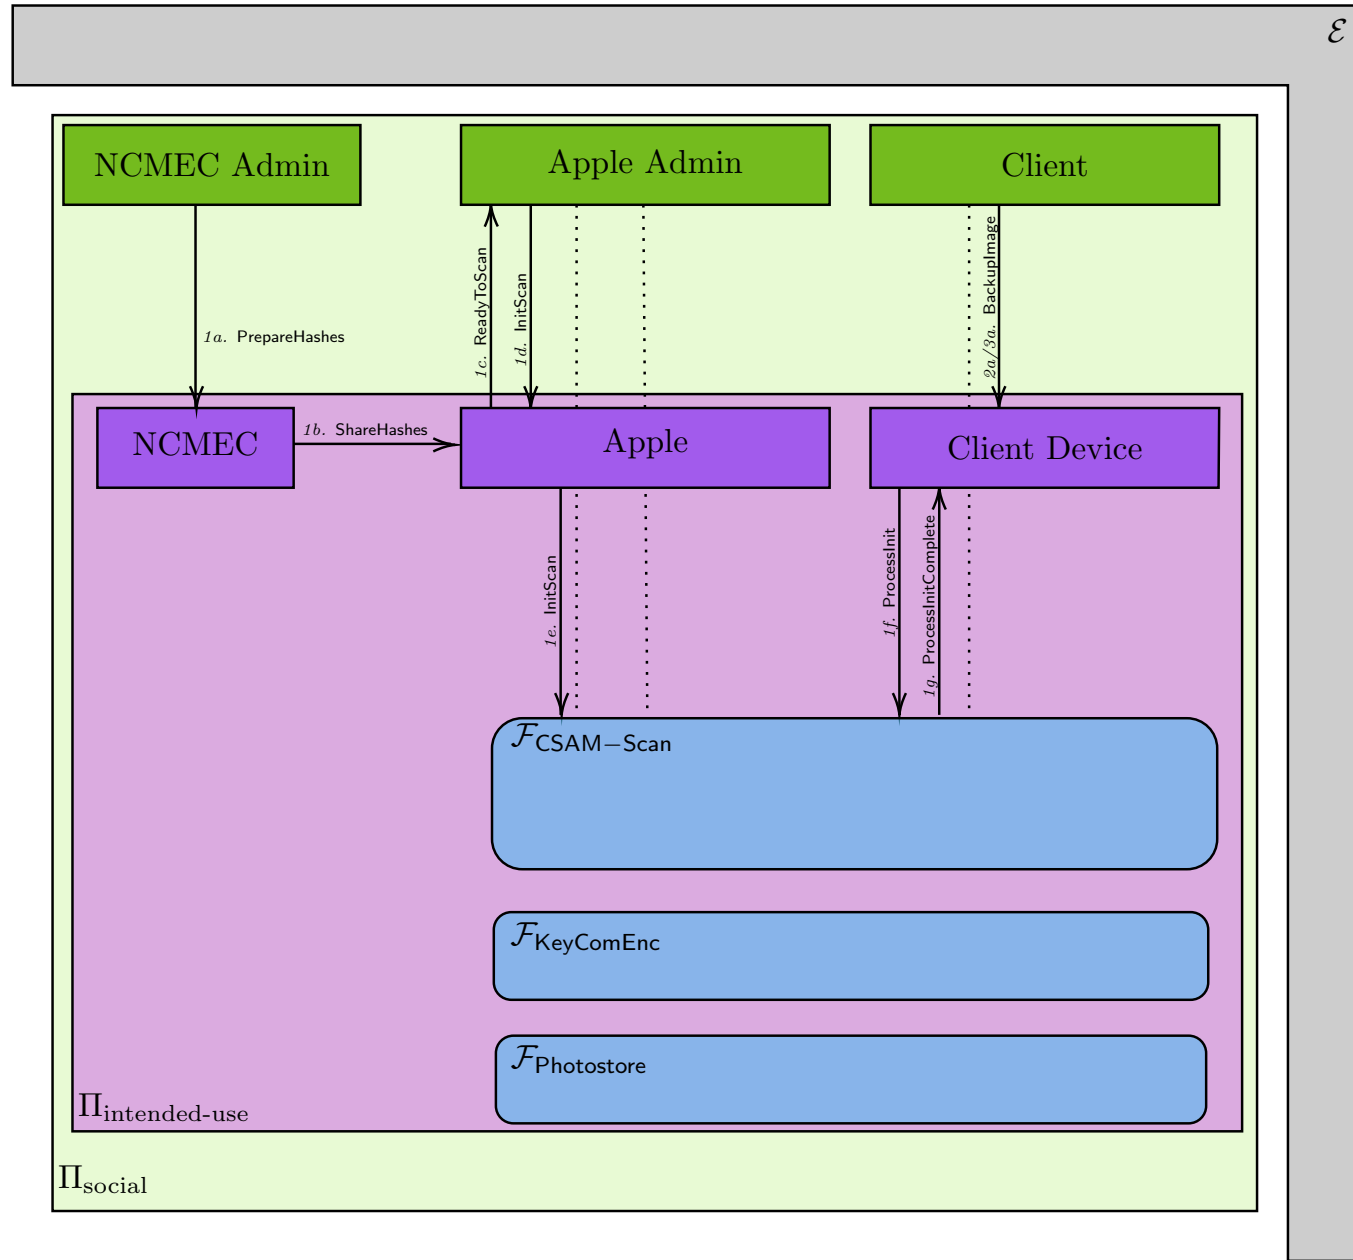 ℰ
NCMEC Admin
Apple Admin
Client
1a. PrepareHashes
1c. ReadyToScan
1d. InitScan
2a/3a. BackupImage
NCMEC
1b. ShareHashes
Apple
Client Device
1e. InitScan
1f. ProcessInit
1g. ProcessInitComplete
ℱCSAM−Scan
ℱKeyComEnc
ℱPhotostore
Πintended-use
Πsocial